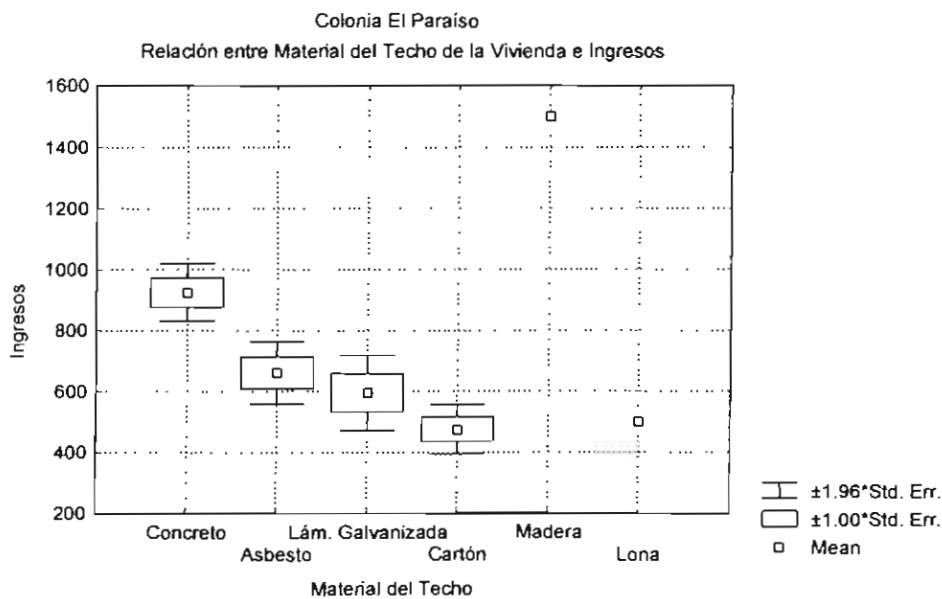 Colonia El Paraíso
Relación entre Material del Techo de la Vivienda e Ingresos
1600
1400
1200
1000
800
600
400
200
Ingresos
Concreto
Asbesto
Lám. Galvanizada
Cartón
Madera
Lona
Material del Techo
±1.96*Std. Err.
±1.00*Std. Err.
Mean